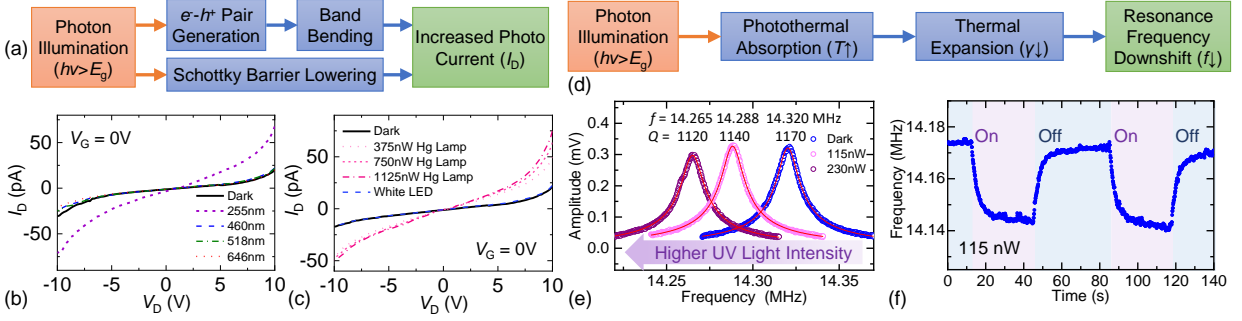 (a)
Photon
Illumination
(hν>Eg)
e⁻-h⁺ Pair
Generation
Band
Bending
Schottky Barrier Lowering
Increased Photo
Current (ID)
(d)
Photon
Illumination
(hν>Eg)
Photothermal
Absorption (T↑)
Thermal
Expansion (γ↓)
Resonance
Frequency
Downshift (f↓)
(b)
VG = 0V
Dark
255nm
460nm
518nm
646nm
50
0
-50
ID (pA)
-10 -5 0 5 10
VD (V)
(c)
Dark
375nW Hg Lamp
750nW Hg Lamp
1125nW Hg Lamp
White LED
VG = 0V
50
0
-50
ID (pA)
-10 -5 0 5 10
VD (V)
(e)
f = 14.265 14.288 14.320 MHz
Q = 1120 1140 1170
Dark
115nW
230nW
Higher UV Light Intensity
0.4
0.3
0.2
0.1
0.0
Amplitude (mV)
14.25 14.30 14.35
Frequency (MHz)
(f)
On
Off
On
Off
115 nW
14.18
14.16
14.14
Frequency (MHz)
0 20 40 60 80 100 120 140
Time (s)